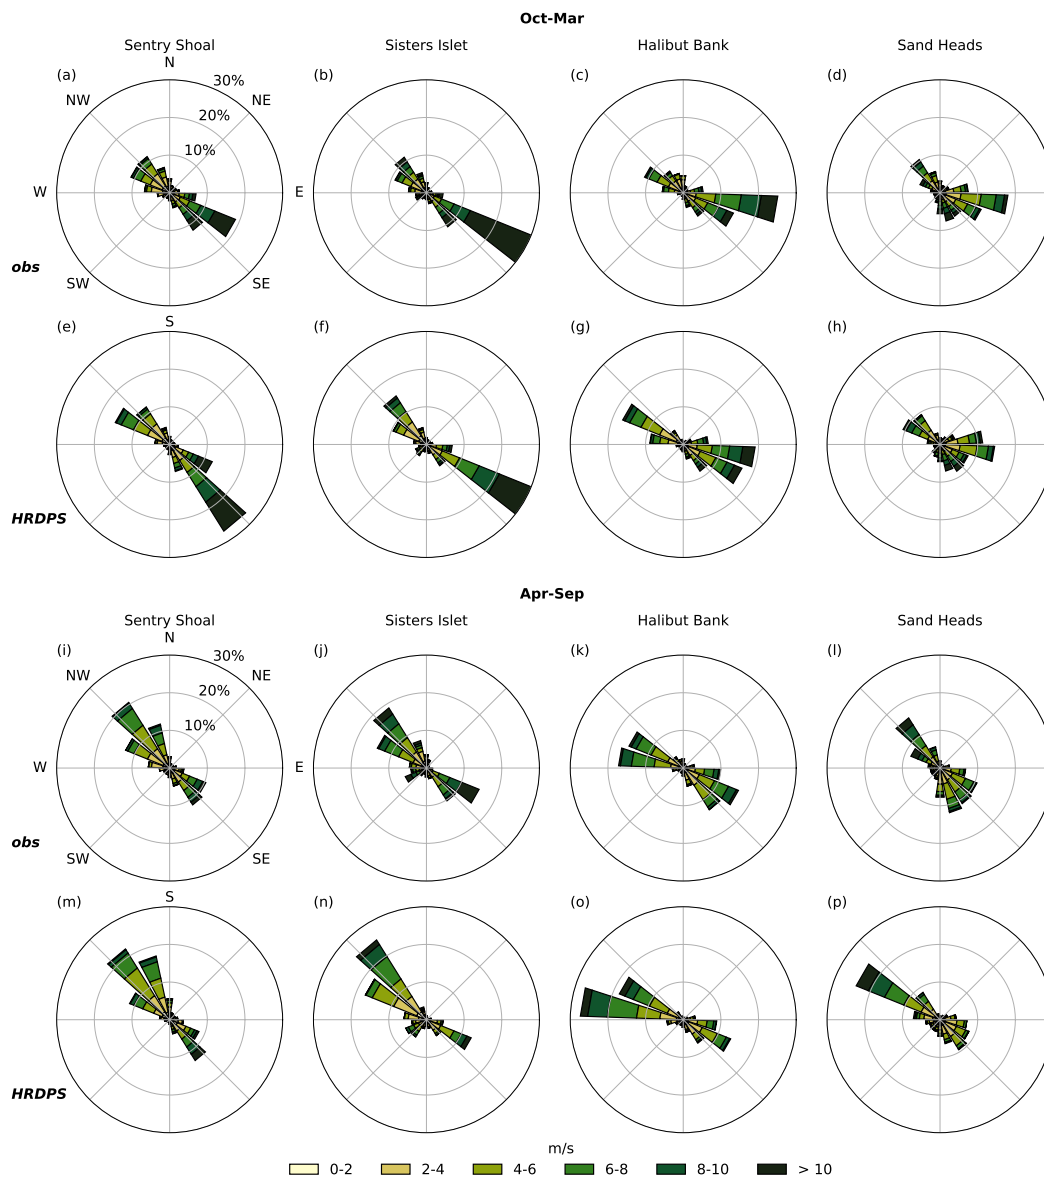 Oct-Mar
Sentry Shoal Sisters Islet Halibut Bank Sand Heads
N
(a) (b) (c) (d)
30%
NW NE
20%
10%
W E
obs
SW SE
S
(e) (f) (g) (h)
HRDPS
Apr-Sep
Sentry Shoal Sisters Islet Halibut Bank Sand Heads
N
(i) (j) (k) (l)
30%
NW NE
20%
10%
W E
obs
SW SE
S
(m) (n) (o) (p)
HRDPS
m/s
0-2 2-4 4-6 6-8 8-10 > 10